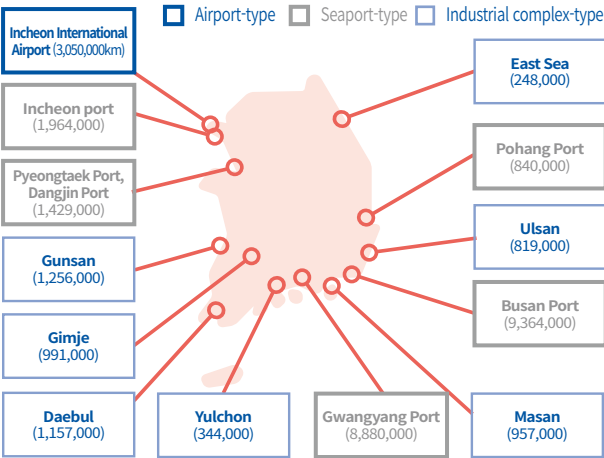 Airport-type
Seaport-type
Industrial complex-type
Incheon International
Airport (3,050,000km)
Incheon port
(1,964,000)
Pyeongtaek Port,
Dangjin Port
(1,429,000)
Gunsan
(1,256,000)
Gimje
(991,000)
Daebul
(1,157,000)
Yulchon
(344,000)
Gwangyang Port
(8,880,000)
Masan
(957,000)
East Sea
(248,000)
Pohang Port
(840,000)
Ulsan
(819,000)
Busan Port
(9,364,000)